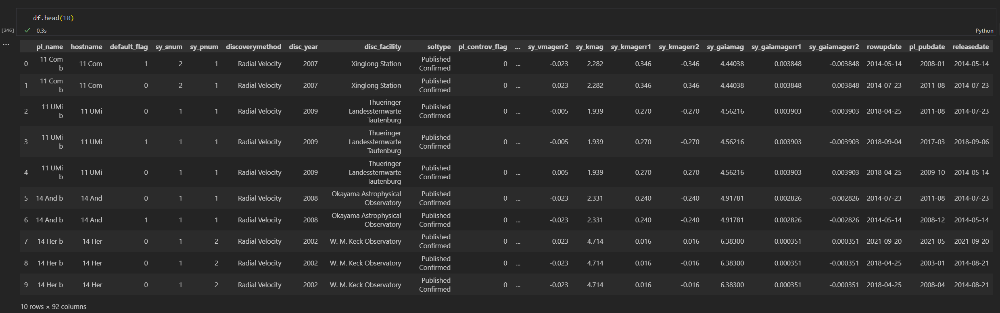 df.head(10)
[246] 0.3s Python
...
pl_name hostname default_flag sy_snum sy_pnum discoverymethod disc_year disc_facility soltype pl_controv_flag ... sy_vmagerr2 sy_kmag sy_kmagerr1 sy_kmagerr2 sy_gaiamag sy_gaiamagerr1 sy_gaiamagerr2 rowupdate pl_pubdate releasedate
0 11 Com b 11 Com 1 2 1 Radial Velocity 2007 Xinglong Station Published Confirmed 0 ... -0.023 2.282 0.346 -0.346 4.44038 0.003848 -0.003848 2014-05-14 2008-01 2014-05-14
1 11 Com b 11 Com 0 2 1 Radial Velocity 2007 Xinglong Station Published Confirmed 0 ... -0.023 2.282 0.346 -0.346 4.44038 0.003848 -0.003848 2014-07-23 2011-08 2014-07-23
2 11 UMi b 11 UMi 0 1 1 Radial Velocity 2009 Thueringer Landessternwarte Tautenburg Published Confirmed 0 ... -0.005 1.939 0.270 -0.270 4.56216 0.003903 -0.003903 2018-04-25 2011-08 2014-07-23
3 11 UMi b 11 UMi 1 1 1 Radial Velocity 2009 Thueringer Landessternwarte Tautenburg Published Confirmed 0 ... -0.005 1.939 0.270 -0.270 4.56216 0.003903 -0.003903 2018-09-04 2017-03 2018-09-06
4 11 UMi b 11 UMi 0 1 1 Radial Velocity 2009 Thueringer Landessternwarte Tautenburg Published Confirmed 0 ... -0.005 1.939 0.270 -0.270 4.56216 0.003903 -0.003903 2018-04-25 2009-10 2014-05-14
5 14 And b 14 And 0 1 1 Radial Velocity 2008 Okayama Astrophysical Observatory Published Confirmed 0 ... -0.023 2.331 0.240 -0.240 4.91781 0.002826 -0.002826 2014-07-23 2011-08 2014-07-23
6 14 And b 14 And 1 1 1 Radial Velocity 2008 Okayama Astrophysical Observatory Published Confirmed 0 ... -0.023 2.331 0.240 -0.240 4.91781 0.002826 -0.002826 2014-05-14 2008-12 2014-05-14
7 14 Her b 14 Her 0 1 2 Radial Velocity 2002 W. M. Keck Observatory Published Confirmed 0 ... -0.023 4.714 0.016 -0.016 6.38300 0.000351 -0.000351 2021-09-20 2021-05 2021-09-20
8 14 Her b 14 Her 0 1 2 Radial Velocity 2002 W. M. Keck Observatory Published Confirmed 0 ... -0.023 4.714 0.016 -0.016 6.38300 0.000351 -0.000351 2018-04-25 2003-01 2014-08-21
9 14 Her b 14 Her 0 1 2 Radial Velocity 2002 W. M. Keck Observatory Published Confirmed 0 ... -0.023 4.714 0.016 -0.016 6.38300 0.000351 -0.000351 2018-04-25 2008-04 2014-08-21
10 rows × 92 columns